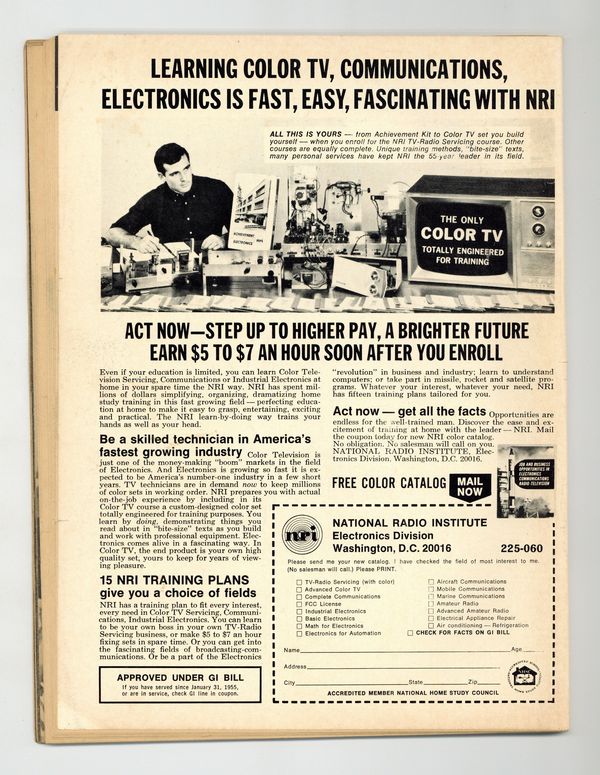 LEARNING COLOR TV, COMMUNICATIONS,
ELECTRONICS IS FAST, EASY, FASCINATING WITH NRI
ALL THIS IS YOURS — from Achievement Kit to Color TV set you build
yourself — when you enroll for the NRI TV-Radio Servicing course. Other
courses are equally complete. Unique training methods, "bite-size" texts,
many personal services have kept NRI the 55-year leader in its field.
ACHIEVEMENT
ELECTRONICS
THE ONLY
COLOR TV
TOTALLY ENGINEERED
FOR TRAINING
ACT NOW—STEP UP TO HIGHER PAY, A BRIGHTER FUTURE
EARN $5 TO $7 AN HOUR SOON AFTER YOU ENROLL
Even if your education is limited, you can learn Color Tele-
vision Servicing, Communications or Industrial Electronics at
home in your spare time the NRI way. NRI has spent mil-
lions of dollars simplifying, organizing, dramatizing home
study training in this fast growing field — perfecting educa-
tion at home to make it easy to grasp, entertaining, exciting
and practical. The NRI learn-by-doing way trains your
hands as well as your head.
Be a skilled technician in America's
fastest growing industry Color Television is
just one of the money-making "boom" markets in the field
of Electronics. And Electronics is growing so fast it is ex-
pected to be America's number-one industry in a few short
years. TV technicians are in demand now to keep millions
of color sets in working order. NRI prepares you with actual
on-the-job experience by including in its
Color TV course a custom-designed color set
totally engineered for training purposes. You
learn by doing, demonstrating things you
read about in "bite-size" texts as you build
and work with professional equipment. Elec-
tronics comes alive in a fascinating way. In
Color TV, the end product is your own high
quality set, yours to keep for years of view-
ing pleasure.
15 NRI TRAINING PLANS
give you a choice of fields
NRI has a training plan to fit every interest,
every need in Color TV Servicing, Communi-
cations, Industrial Electronics. You can learn
to be your own boss in your own TV-Radio
Servicing business, or make $5 to $7 an hour
fixing sets in spare time. Or you can get into
the fascinating fields of broadcasting-com-
munications. Or be a part of the Electronics
APPROVED UNDER GI BILL
If you have served since January 31, 1955,
or are in service, check GI line in coupon.
"revolution" in business and industry; learn to understand
computers; or take part in missile, rocket and satellite pro-
grams. Whatever your interest, whatever your need, NRI
has fifteen training plans tailored for you.
Act now — get all the facts Opportunities are
endless for the well-trained man. Discover the ease and ex-
citement of training at home with the leader — NRI. Mail
the coupon today for new NRI color catalog.
No obligation. No salesman will call on you.
NATIONAL RADIO INSTITUTE, Elec-
tronics Division, Washington, D.C. 20016.
FREE COLOR CATALOG MAIL
NOW
JOB AND BUSINESS
OPPORTUNITIES IN
ELECTRONICS
COMMUNICATIONS
RADIO-TELEVISION
nri
NATIONAL RADIO INSTITUTE
Electronics Division
Washington, D.C. 20016 225-060
Please send me your new catalog. I have checked the field of most interest to me.
(No salesman will call.) Please PRINT.
☐ TV-Radio Servicing (with color)
☐ Advanced Color TV
☐ Complete Communications
☐ FCC License
☐ Industrial Electronics
☐ Basic Electronics
☐ Math for Electronics
☐ Electronics for Automation
☐ Aircraft Communications
☐ Mobile Communications
☐ Marine Communications
☐ Amateur Radio
☐ Advanced Amateur Radio
☐ Electrical Appliance Repair
☐ Air conditioning — Refrigeration
☐ CHECK FOR FACTS ON GI BILL
Name Age
Address
City State Zip
ACCREDITED MEMBER NATIONAL HOME STUDY COUNCIL
NHSC